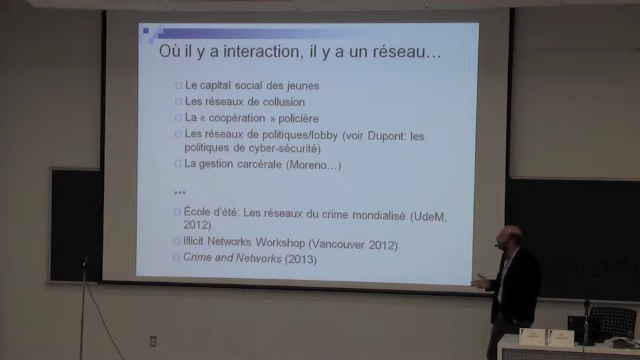 Où il y a interaction, il y a un réseau…
Le capital social des jeunes
Les réseaux de collusion
La « coopération » policière
Les réseaux de politiques/lobby (voir Dupont: les
politiques de cyber-sécurité)
La gestion carcérale (Moreno…)
...
École d'été: Les réseaux du crime mondialisé (UdeM,
2012)
Illicit Networks Workshop (Vancouver 2012)
Crime and Networks (2013)